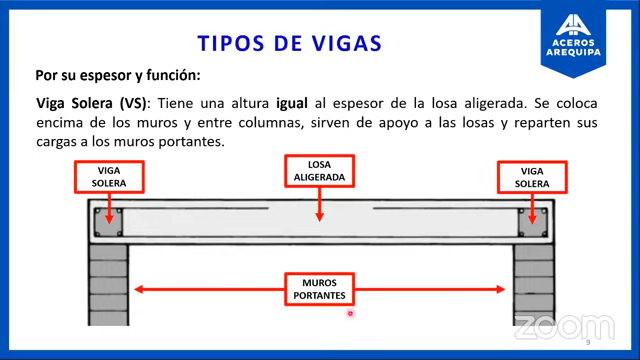 TIPOS DE VIGAS
ACEROS
AREQUIPA
Por su espesor y función:
Viga Solera (VS): Tiene una altura igual al espesor de la losa aligerada. Se coloca
encima de los muros y entre columnas, sirven de apoyo a las losas y reparten sus
cargas a los muros portantes.
VIGA
SOLERA
LOSA
ALIGERADA
VIGA
SOLERA
MUROS
PORTANTES
zoom
9